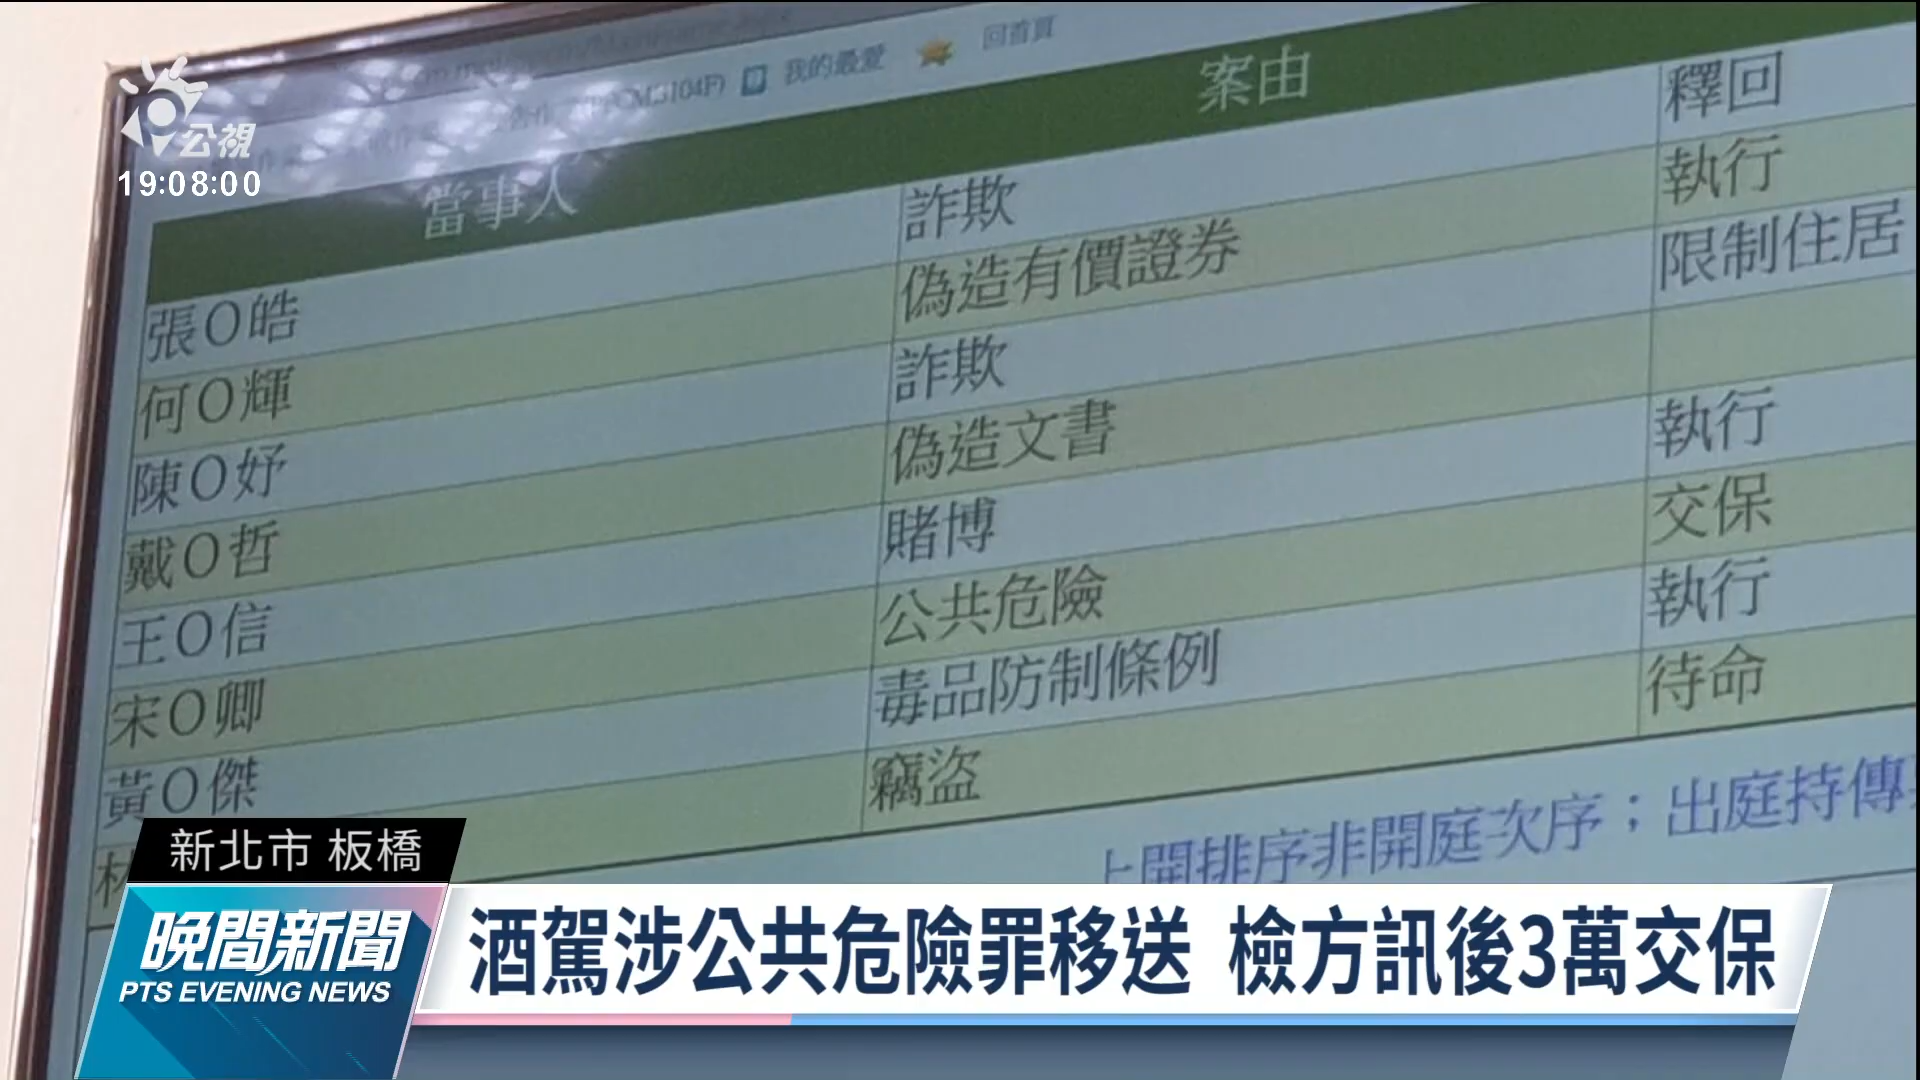 公視
19:08:00
我的最愛 回首頁
當事人 案由
張O皓 詐欺 釋回
何O輝 偽造有價證券 執行
陳O妤 詐欺 限制住居
戴O哲 偽造文書
王O信 賭博 執行
宋O卿 公共危險 交保
黃O傑 毒品防制條例 執行
竊盜 待命
上開排序非開庭次序；出庭持傳
新北市 板橋
晚間新聞
PTS EVENING NEWS
酒駕涉公共危險罪移送 檢方訊後3萬交保